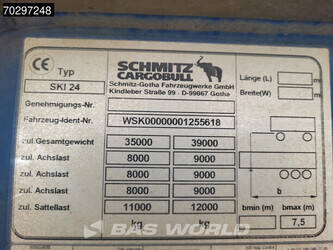 70297248
CE
Typ
SKI 24
SCHMITZ
CARGOBULL
Schmitz-Gotha Fahrzeugwerke GmbH
Kindleber Straße 99 · D-99867 Gotha
Länge (L) m
Breite(W) m
Genehmigungs-Nr.
Fahrzeug-Ident-Nr. WSK00000001255618
zul.Gesamtgewicht 35000 39000
zul. Achslast 8000 9000
zul. Achslast 8000 9000
zul. Achslast 8000 9000
zul. Sattellast 11000 12000
kg kg
b
bmin (m) bmax (m)
7,5
BAS WORLD